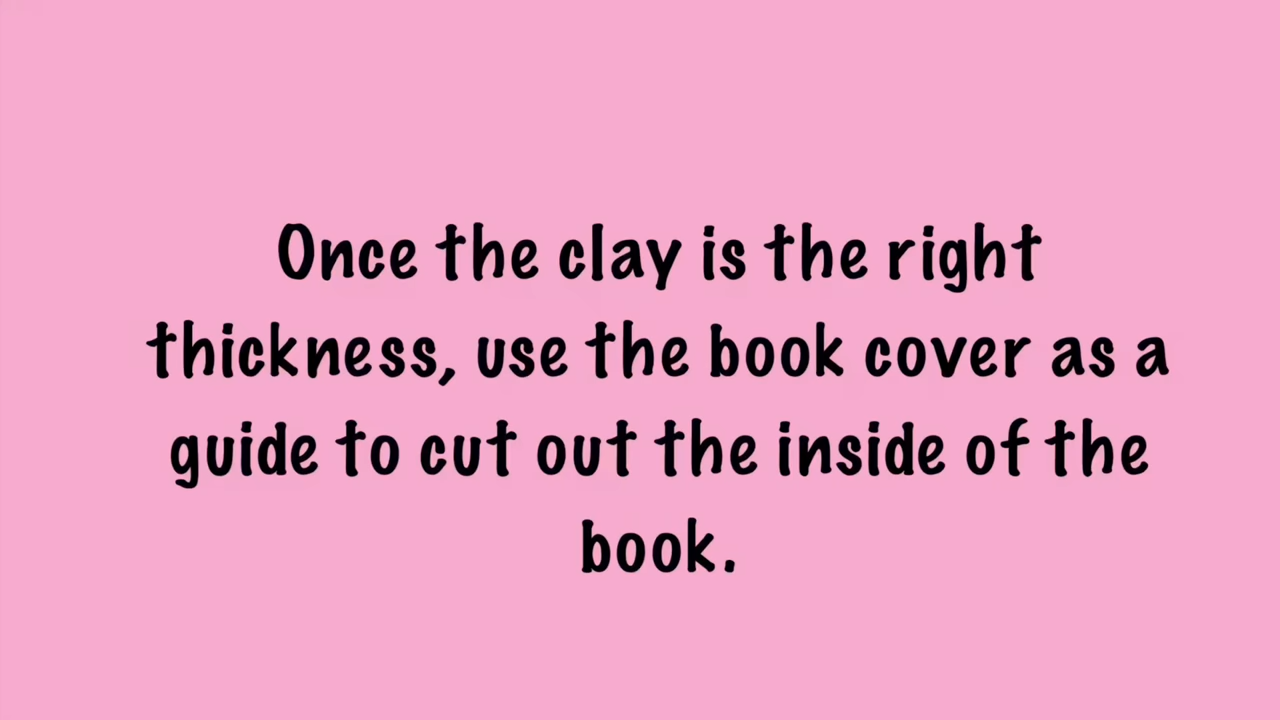 Once the clay is the right
thickness, use the book cover as a
guide to cut out the inside of the
book.